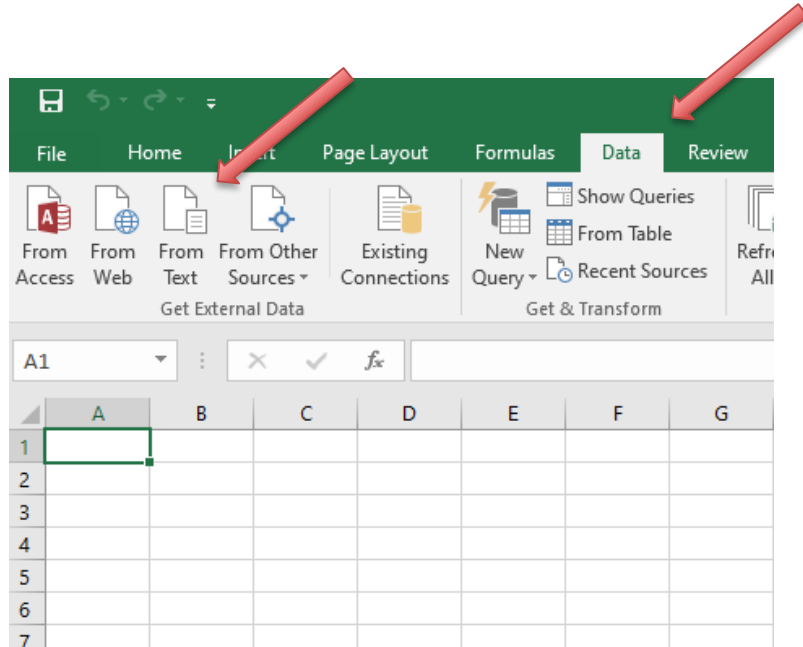 File Home Insert Page Layout Formulas Data Review
Show Queries
From Table
Recent Sources
From Access
From Web
From Text
From Other Sources
Existing Connections
New Query
All
Get External Data Get & Transform
A1 fx
A B C D E F G
1
2
3
4
5
6
7